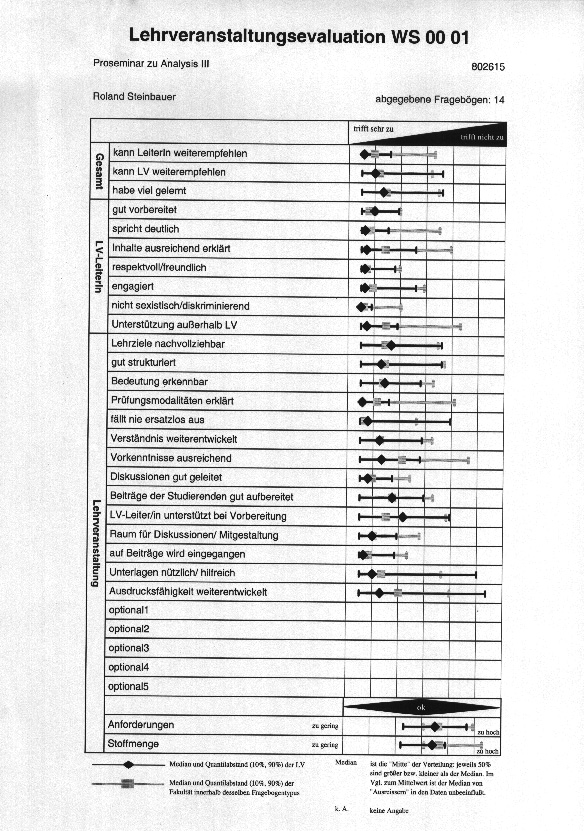 Lehrveranstaltungsevaluation WS 00 01
Proseminar zu Analysis III
802615
Roland Steinbauer
abgegebene Fragebögen: 14
trifft sehr zu
trifft nicht zu
Gesamt
kann LeiterIn weiterempfehlen
kann LV weiterempfehlen
habe viel gelernt
LV-LeiterIn
gut vorbereitet
spricht deutlich
Inhalte ausreichend erklärt
respektvoll/freundlich
engagiert
nicht sexistisch/diskriminierend
Unterstützung außerhalb LV
Lehrveranstaltung
Lehrziele nachvollziehbar
gut strukturiert
Bedeutung erkennbar
Prüfungsmodalitäten erklärt
fällt nie ersatzlos aus
Verständnis weiterentwickelt
Vorkenntnisse ausreichend
Diskussionen gut geleitet
Beiträge der Studierenden gut aufbereitet
LV-Leiter/in unterstützt bei Vorbereitung
Raum für Diskussionen/ Mitgestaltung
auf Beiträge wird eingegangen
Unterlagen nützlich/ hilfreich
Ausdrucksfähigkeit weiterentwickelt
optional1
optional2
optional3
optional4
optional5
ok
Anforderungen zu gering zu hoch
Stoffmenge zu gering zu hoch
Median und Quantilabstand (10%, 90%) der LV
Median und Quantilabstand (10%, 90%) der
Fakultät innerhalb desselben Fragebogentypus
Median ist die "Mitte" der Verteilung: jeweils 50%
sind größer bzw. kleiner als der Median. Im
Vgl. zum Mittelwert ist der Median von
"Ausreissern" in den Daten unbeeinflußt.
k. A. keine Angabe